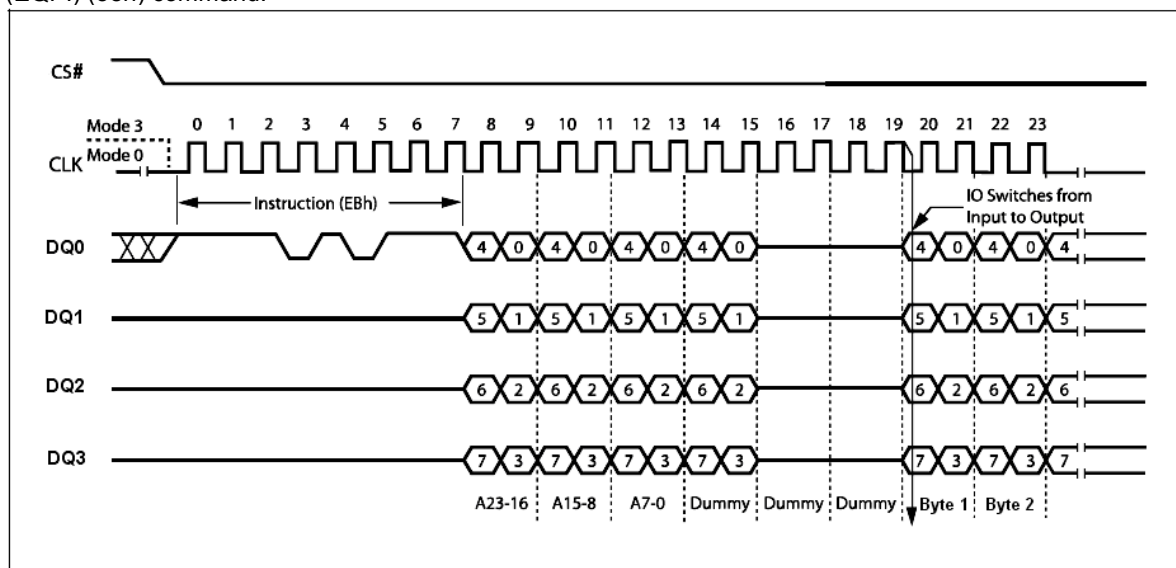 CS#
Mode 3
0 1 2 3 4 5 6 7 8 9 10 11 12 13 14 15 16 17 18 19 20 21 22 23
CLK
Mode 0
Instruction (EBh)
IO Switches from
Input to Output
DQ0
4 0 4 0 4 0 4 0 4 0 4 0 4
DQ1
5 1 5 1 5 1 5 1 5 1 5 1 5
DQ2
6 2 6 2 6 2 6 2 6 2 6 2 6
DQ3
7 3 7 3 7 3 7 3 7 3 7 3 7
A23-16 A15-8 A7-0 Dummy Dummy Dummy Byte 1 Byte 2